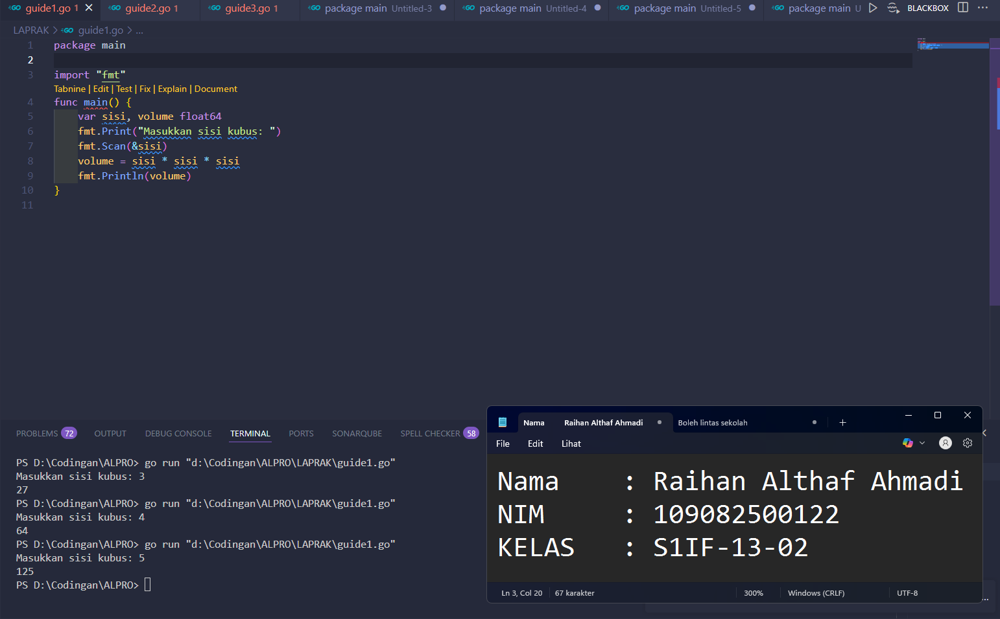 GO guide1.go 1 GO guide2.go 1 GO guide3.go 1 GO package main Untitled-3 GO package main Untitled-4 GO package main Untitled-5 GO package main U BLACKBOX ...
LAPRAK > GO guide1.go > ...
1 package main
2
3 import "fmt"
Tabnine | Edit | Test | Fix | Explain | Document
4 func main() {
5 var sisi, volume float64
6 fmt.Print("Masukkan sisi kubus: ")
7 fmt.Scan(&sisi)
8 volume = sisi * sisi * sisi
9 fmt.Println(volume)
10 }
11
PROBLEMS 72 OUTPUT DEBUG CONSOLE TERMINAL PORTS SONARQUBE SPELL CHECKER 58
PS D:\Codingan\ALPRO> go run "d:\Codingan\ALPRO\LAPRAK\guide1.go"
Masukkan sisi kubus: 3
27
PS D:\Codingan\ALPRO> go run "d:\Codingan\ALPRO\LAPRAK\guide1.go"
Masukkan sisi kubus: 4
64
PS D:\Codingan\ALPRO> go run "d:\Codingan\ALPRO\LAPRAK\guide1.go"
Masukkan sisi kubus: 5
125
PS D:\Codingan\ALPRO>
Nama Raihan Althaf Ahmadi Boleh lintas sekolah
File Edit Lihat
Nama : Raihan Althaf Ahmadi
NIM : 109082500122
KELAS : S1IF-13-02
Ln 3, Col 20 67 karakter 300% Windows (CRLF) UTF-8